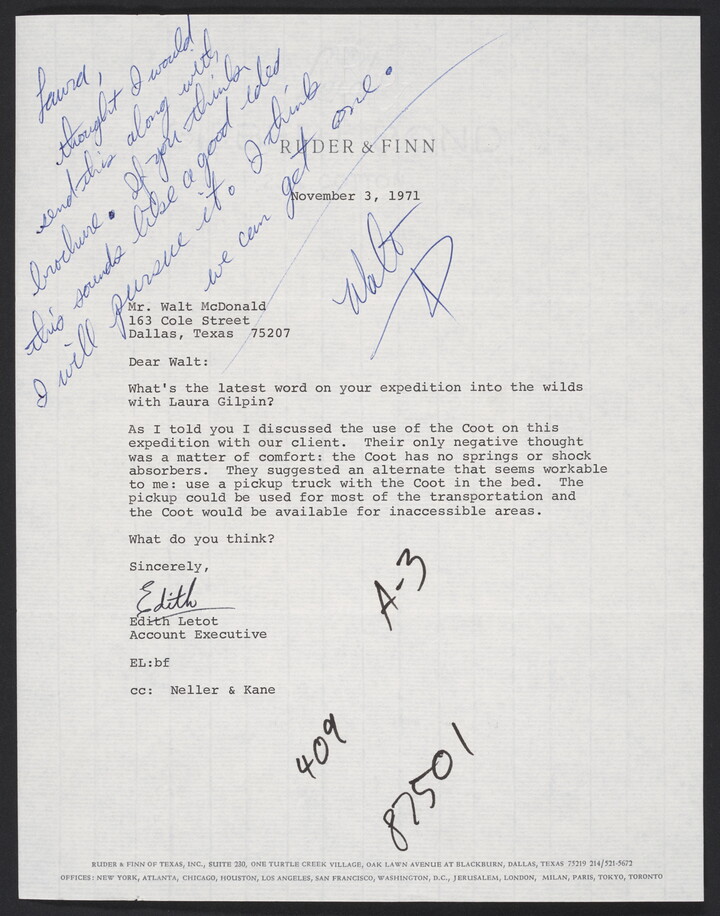 Laura,
thought I would
send this along with
brochure. If you think
this sounds like a good idea
I will pursue it. I think
we can get one.
Walt
RUDER & FINN
November 3, 1971
Mr. Walt McDonald
163 Cole Street
Dallas, Texas 75207
Dear Walt:
What's the latest word on your expedition into the wilds
with Laura Gilpin?
As I told you I discussed the use of the Coot on this
expedition with our client. Their only negative thought
was a matter of comfort: the Coot has no springs or shock
absorbers. They suggested an alternate that seems workable
to me: use a pickup truck with the Coot in the bed. The
pickup could be used for most of the transportation and
the Coot would be available for inaccessible areas.
What do you think?
Sincerely,
Edith
Edith Letot
Account Executive
EL:bf
cc: Neller & Kane
A-3
409
87501
RUDER & FINN OF TEXAS, INC., SUITE 230, ONE TURTLE CREEK VILLAGE, OAK LAWN AVENUE AT BLACKBURN, DALLAS, TEXAS 75219 214/521-5672
OFFICES: NEW YORK, ATLANTA, CHICAGO, HOUSTON, LOS ANGELES, SAN FRANCISCO, WASHINGTON, D.C., JERUSALEM, LONDON, MILAN, PARIS, TOKYO, TORONTO